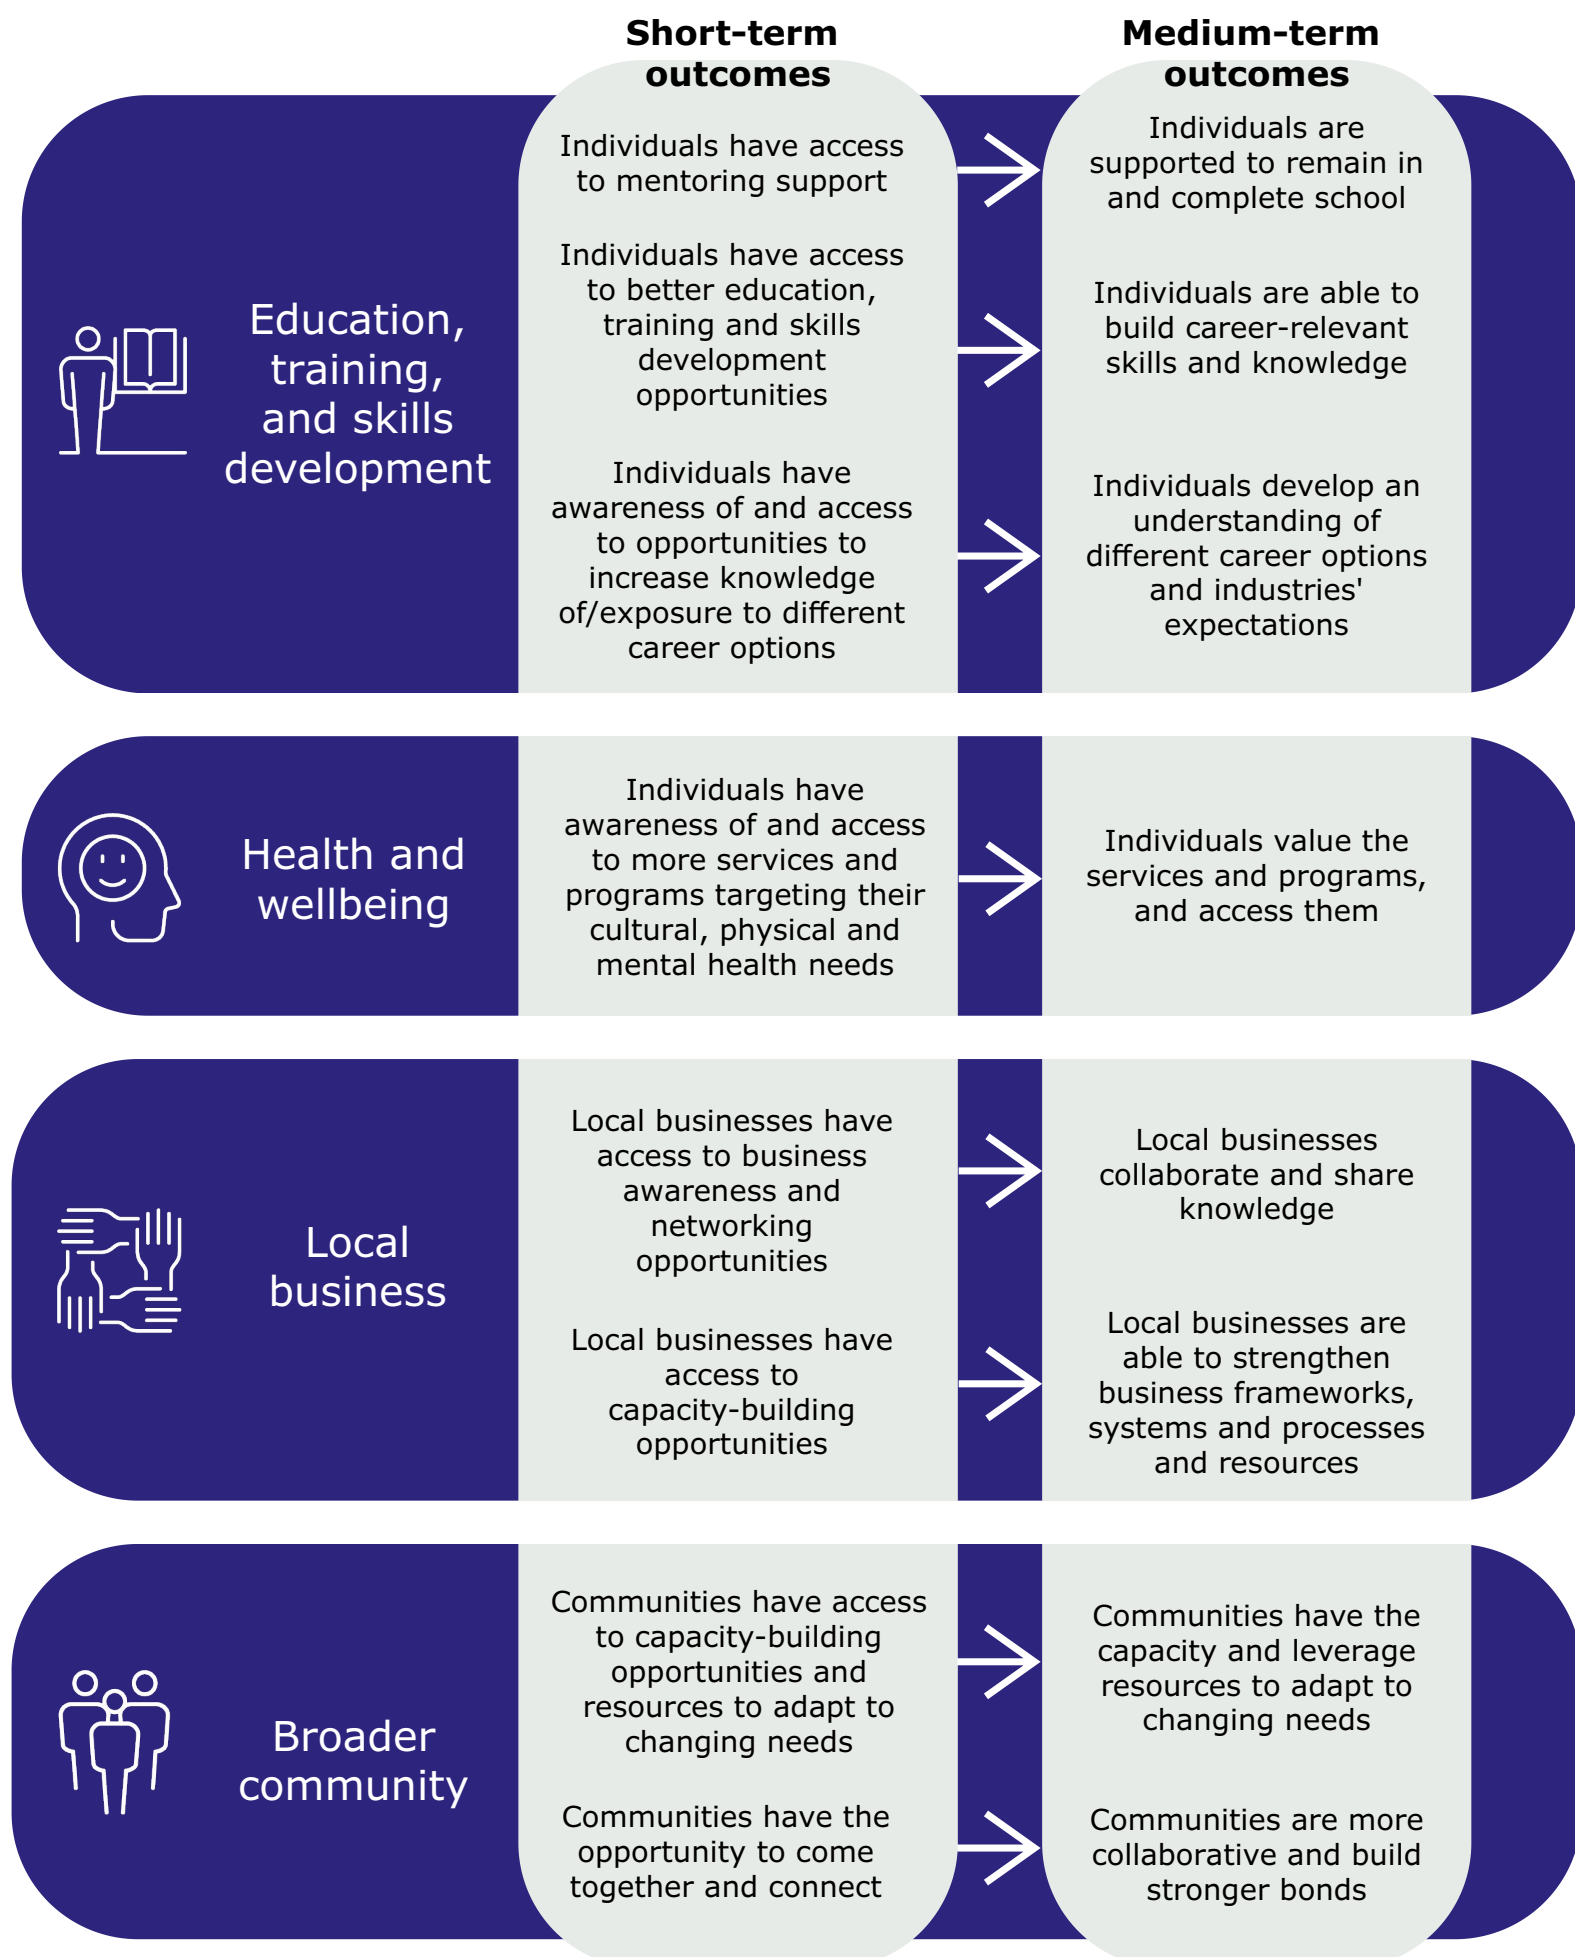 Short-term
outcomes
Medium-term
outcomes
Education,
training,
and skills
development
Individuals have access
to mentoring support
Individuals are
supported to remain in
and complete school
Individuals have access
to better education,
training and skills
development
opportunities
Individuals are able to
build career-relevant
skills and knowledge
Individuals have
awareness of and access
to opportunities to
increase knowledge
of/exposure to different
career options
Individuals develop an
understanding of
different career options
and industries'
expectations
Health and
wellbeing
Individuals have
awareness of and access
to more services and
programs targeting their
cultural, physical and
mental health needs
Individuals value the
services and programs,
and access them
Local
business
Local businesses have
access to business
awareness and
networking
opportunities
Local businesses
collaborate and share
knowledge
Local businesses have
access to
capacity-building
opportunities
Local businesses are
able to strengthen
business frameworks,
systems and processes
and resources
Broader
community
Communities have access
to capacity-building
opportunities and
resources to adapt to
changing needs
Communities have the
capacity and leverage
resources to adapt to
changing needs
Communities have the
opportunity to come
together and connect
Communities are more
collaborative and build
stronger bonds